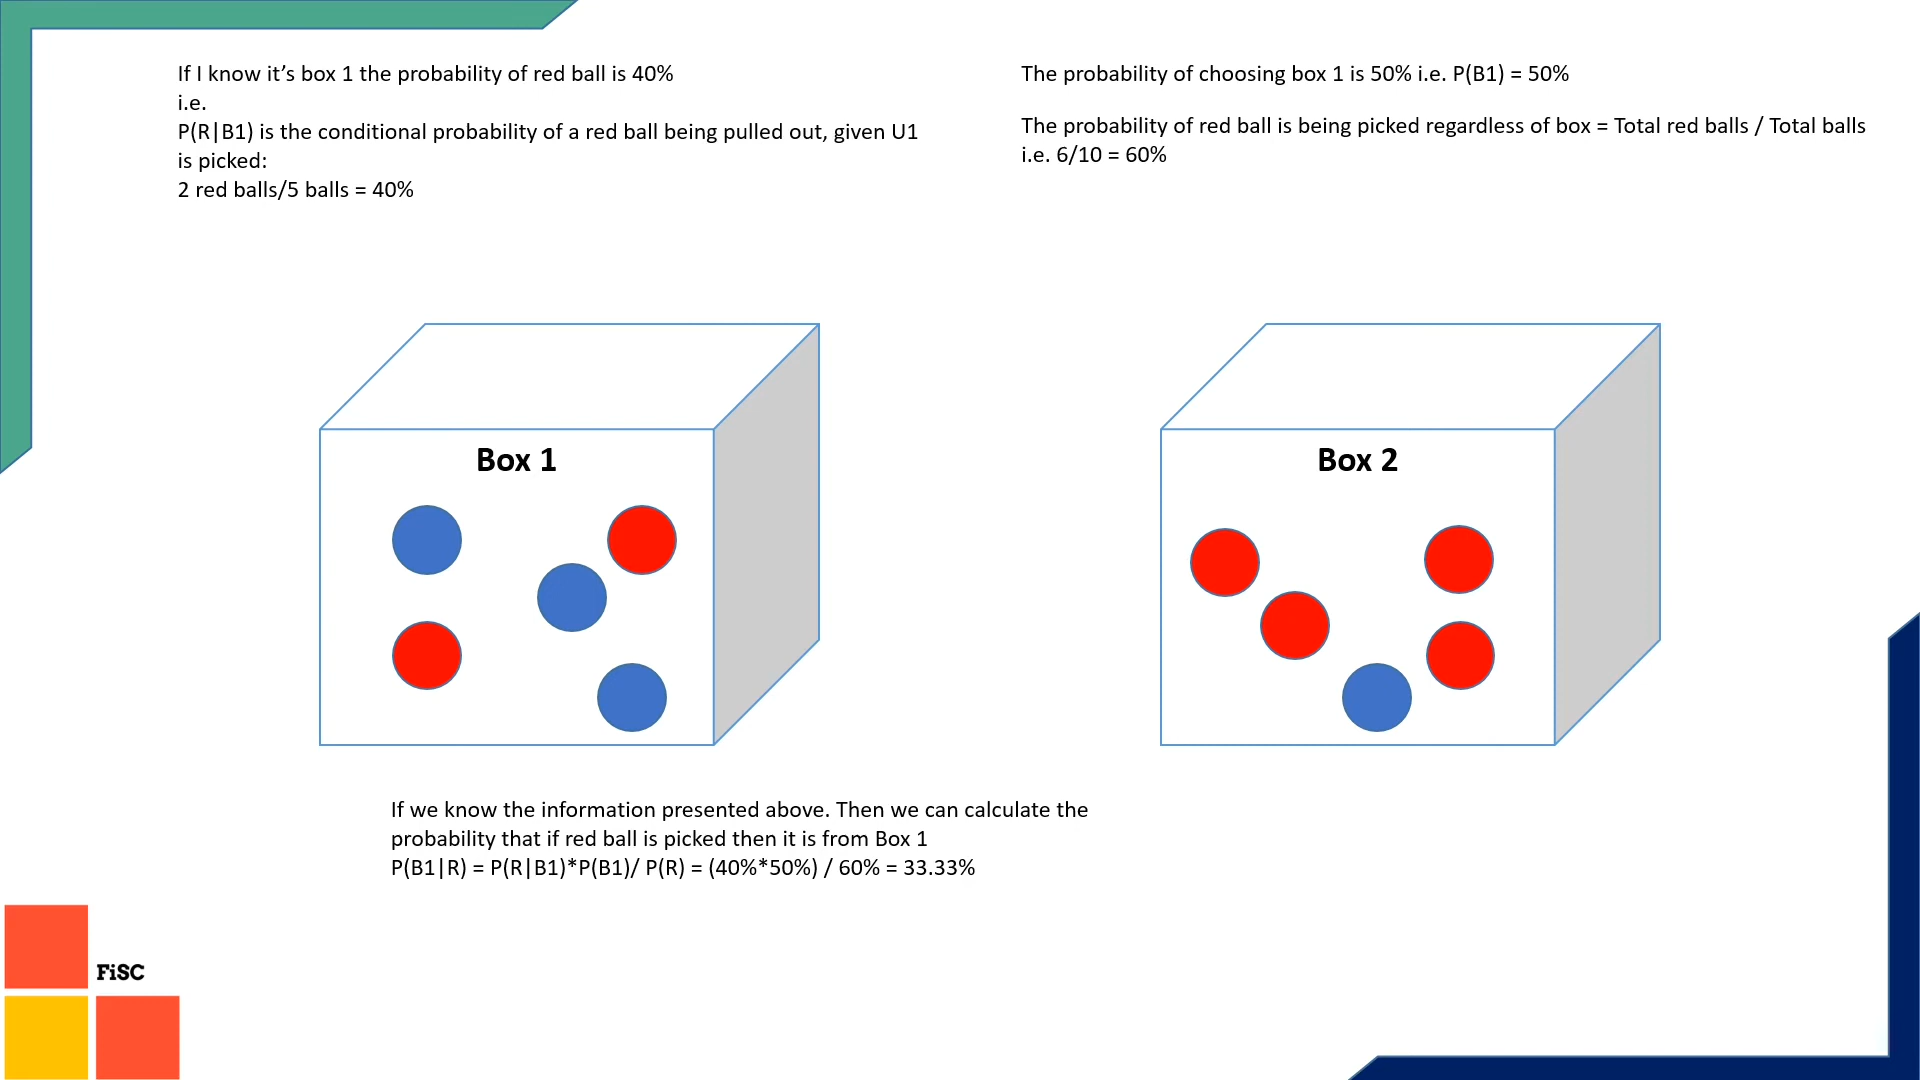 If I know it’s box 1 the probability of red ball is 40%
i.e.
P(R|B1) is the conditional probability of a red ball being pulled out, given U1
is picked:
2 red balls/5 balls = 40%
The probability of choosing box 1 is 50% i.e. P(B1) = 50%
The probability of red ball is being picked regardless of box = Total red balls / Total balls
i.e. 6/10 = 60%
Box 1
Box 2
If we know the information presented above. Then we can calculate the
probability that if red ball is picked then it is from Box 1
P(B1|R) = P(R|B1)*P(B1)/ P(R) = (40%*50%) / 60% = 33.33%
FiSC